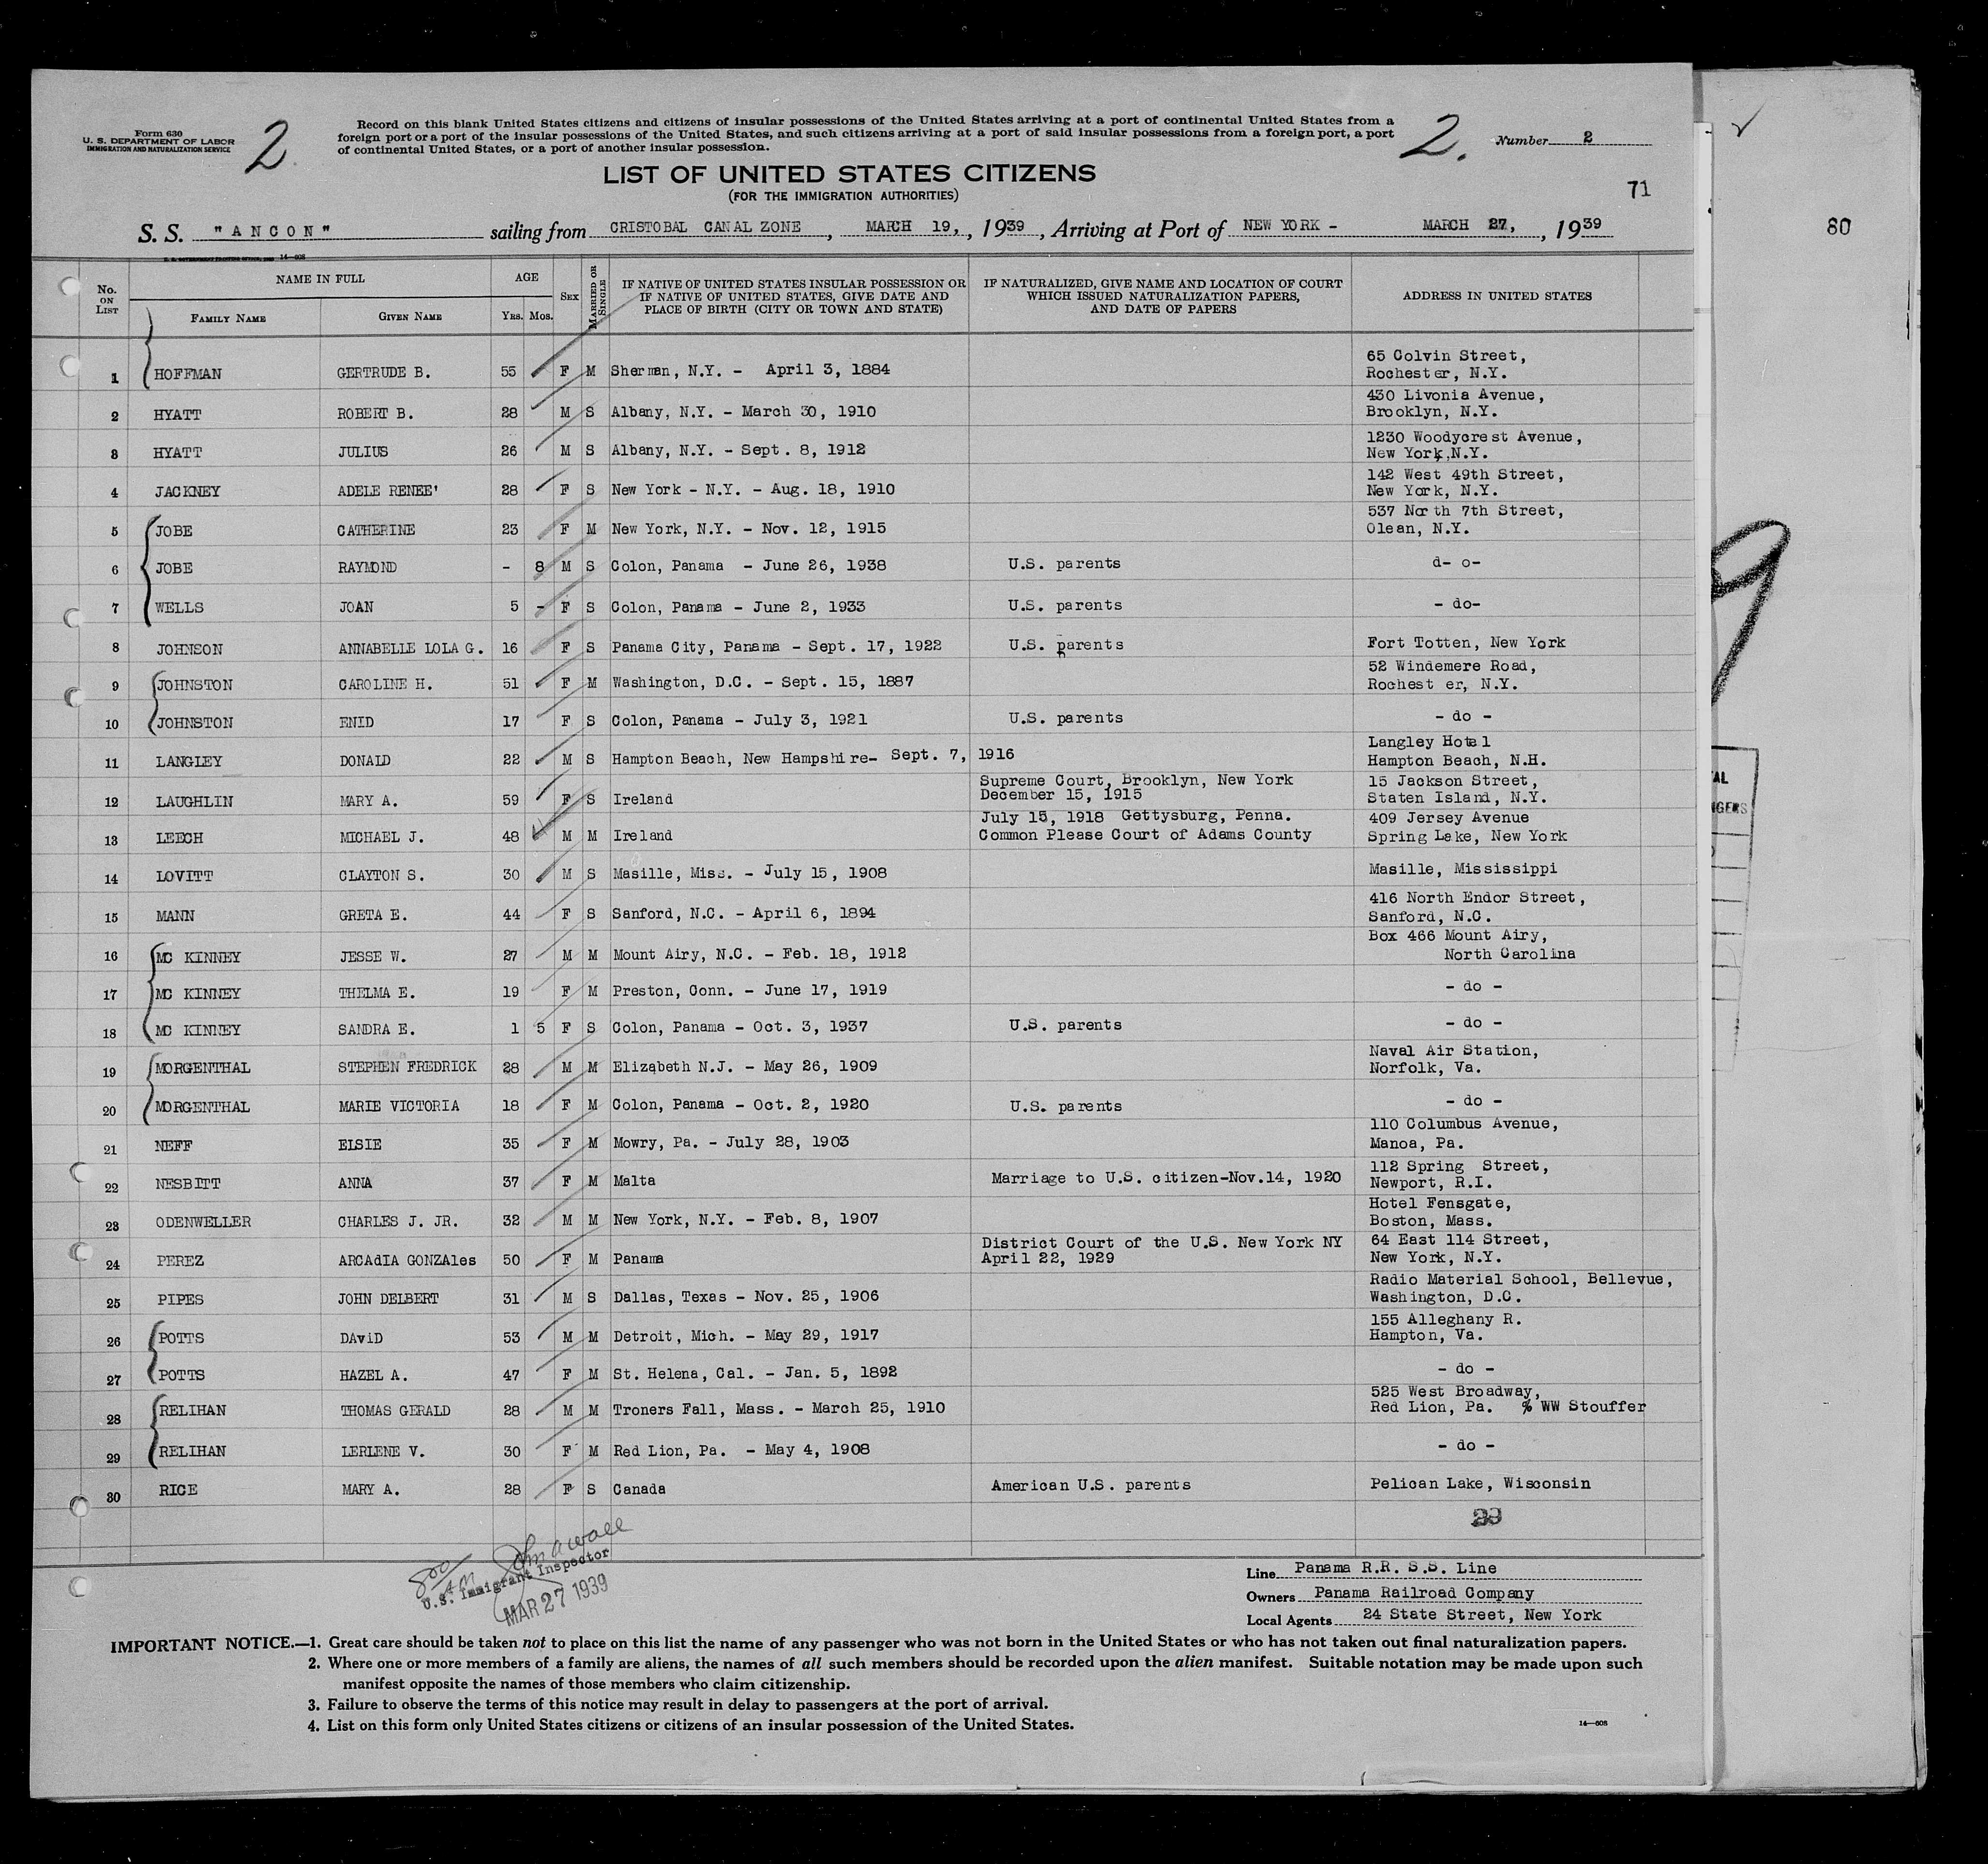 Form 630
U. S. DEPARTMENT OF LABOR
IMMIGRATION AND NATURALIZATION SERVICE
2
Record on this blank United States citizens and citizens of insular possessions of the United States arriving at a port of continental United States from a
foreign port or a port of the insular possessions of the United States, and such citizens arriving at a port of said insular possessions from a foreign port, a port
of continental United States, or a port of another insular possession.
2.
Number 2
LIST OF UNITED STATES CITIZENS
(FOR THE IMMIGRATION AUTHORITIES)
71
80
S. S. "ANCON" sailing from CRISTOBAL CANAL ZONE, MARCH 19,, 1939, Arriving at Port of NEW YORK - MARCH 27,, 1939
14—608
No. ON LIST
NAME IN FULL
FAMILY NAME GIVEN NAME
AGE
YRS. MOS.
SEX
MARRIED OR SINGLE
IF NATIVE OF UNITED STATES INSULAR POSSESSION OR
IF NATIVE OF UNITED STATES, GIVE DATE AND
PLACE OF BIRTH (CITY OR TOWN AND STATE)
IF NATURALIZED, GIVE NAME AND LOCATION OF COURT
WHICH ISSUED NATURALIZATION PAPERS,
AND DATE OF PAPERS
ADDRESS IN UNITED STATES
1 HOFFMAN GERTRUDE B. 55 F M Sherman, N.Y. - April 3, 1884 65 Colvin Street,
Rochester, N.Y.
2 HYATT ROBERT B. 28 M S Albany, N.Y. - March 30, 1910 430 Livonia Avenue,
Brooklyn, N.Y.
3 HYATT JULIUS 26 M S Albany, N.Y. - Sept. 8, 1912 1230 Woodycrest Avenue,
New York,N.Y.
4 JACKNEY ADELE RENEE' 28 F S New York - N.Y. - Aug. 18, 1910 142 West 49th Street,
New York, N.Y.
5 JOBE CATHERINE 23 F M New York, N.Y. - Nov. 12, 1915 537 North 7th Street,
Olean, N.Y.
6 JOBE RAYMOND - 8 M S Colon, Panama - June 26, 1938 U.S. parents d- o-
7 WELLS JOAN 5 - F S Colon, Panama - June 2, 1933 U.S. parents - do-
8 JOHNSON ANNABELLE LOLA G. 16 F S Panama City, Panama - Sept. 17, 1922 U.S. parents Fort Totten, New York
9 JOHNSTON CAROLINE H. 51 F M Washington, D.C. - Sept. 15, 1887 52 Windemere Road,
Rochest er, N.Y.
10 JOHNSTON ENID 17 F S Colon, Panama - July 3, 1921 U.S. parents - do -
11 LANGLEY DONALD 22 M S Hampton Beach, New Hampshire- Sept. 7, 1916 Langley Hotel
Hampton Beach, N.H.
12 LAUGHLIN MARY A. 59 F S Ireland Supreme Court, Brooklyn, New York
December 15, 1915 15 Jackson Street,
Staten Island, N.Y.
13 LEECH MICHAEL J. 48 M M Ireland July 15, 1918 Gettysburg, Penna.
Common Please Court of Adams County 409 Jersey Avenue
Spring Lake, New York
14 LOVITT CLAYTON S. 30 M S Masille, Miss. - July 15, 1908 Masille, Mississippi
15 MANN GRETA E. 44 F S Sanford, N.C. - April 6, 1894 416 North Endor Street,
Sanford, N.C.
16 MC KINNEY JESSE W. 27 M M Mount Airy, N.C. - Feb. 18, 1912 Box 466 Mount Airy,
North Carolina
17 MC KINNEY THELMA E. 19 F M Preston, Conn. - June 17, 1919 - do -
18 MC KINNEY SANDRA E. 1 5 F S Colon, Panama - Oct. 3, 1937 U.S. parents - do -
19 MORGENTHAL STEPHEN FREDRICK 28 M M Elizabeth N.J. - May 26, 1909 Naval Air Station,
Norfolk, Va.
20 MORGENTHAL MARIE VICTORIA 18 F M Colon, Panama - Oct. 2, 1920 U.S. parents - do -
21 NEFF ELSIE 35 F M Mowry, Pa. - July 28, 1903 110 Columbus Avenue,
Manoa, Pa.
22 NESBITT ANNA 37 F M Malta Marriage to U.S. citizen-Nov.14, 1920 112 Spring Street,
Newport, R.I.
23 ODENWELLER CHARLES J. JR. 32 M M New York, N.Y. - Feb. 8, 1907 Hotel Fensgate,
Boston, Mass.
24 PEREZ ARCAdIA GONZAles 50 F M Panama District Court of the U.S. New York NY
April 22, 1929 64 East 114 Street,
New York, N.Y.
25 PIPES JOHN DELBERT 31 M S Dallas, Texas - Nov. 25, 1906 Radio Material School, Bellevue,
Washington, D.C.
26 POTTS DAviD 53 M M Detroit, Mich. - May 29, 1917 155 Alleghany R.
Hampton, Va.
27 POTTS HAZEL A. 47 F M St. Helena, Cal. - Jan. 5, 1892 - do -
28 RELIHAN THOMAS GERALD 28 M M Troners Fall, Mass. - March 25, 1910 525 West Broadway,
Red Lion, Pa. % WW Stouffer
29 RELIHAN LERLENE V. 30 F M Red Lion, Pa. - May 4, 1908 - do -
30 RICE MARY A. 28 F S Canada American U.S. parents Pelican Lake, Wisconsin
800 AM John A Wall
U.S. Immigrant Inspector
MAR 27 1939
Line Panama R.R. S.S. Line
Owners Panama Railroad Company
Local Agents 24 State Street, New York
IMPORTANT NOTICE.—1. Great care should be taken not to place on this list the name of any passenger who was not born in the United States or who has not taken out final naturalization papers.
2. Where one or more members of a family are aliens, the names of all such members should be recorded upon the alien manifest. Suitable notation may be made upon such
manifest opposite the names of those members who claim citizenship.
3. Failure to observe the terms of this notice may result in delay to passengers at the port of arrival.
4. List on this form only United States citizens or citizens of an insular possession of the United States.
14—608